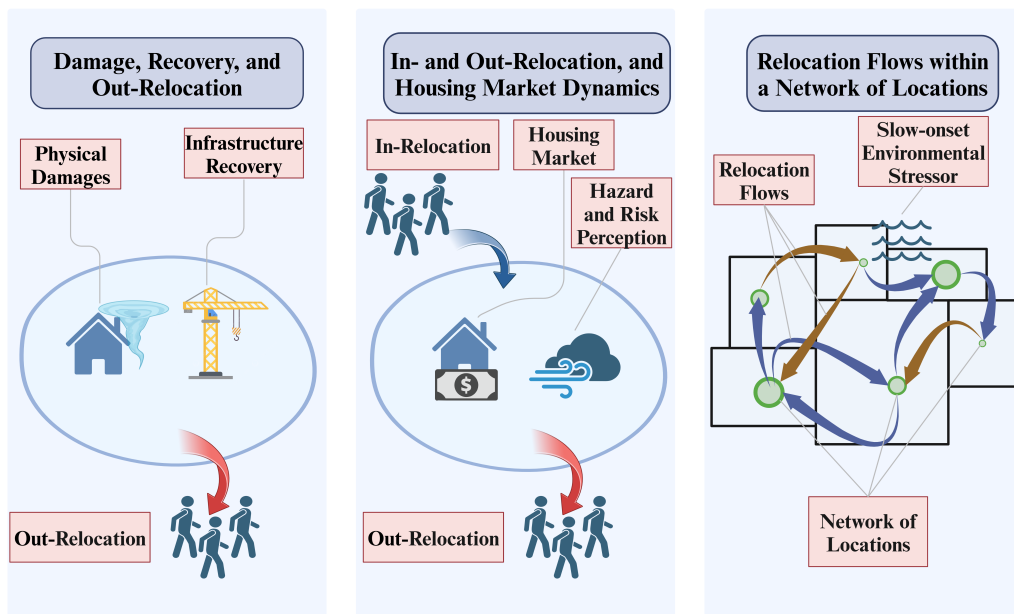 Damage, Recovery, and
Out-Relocation
Physical
Damages
Infrastructure
Recovery
Out-Relocation
In- and Out-Relocation, and
Housing Market Dynamics
In-Relocation
Housing
Market
Hazard
and Risk
Perception
$
Out-Relocation
Relocation Flows within
a Network of Locations
Slow-onset
Environmental
Stressor
Relocation
Flows
Network of
Locations